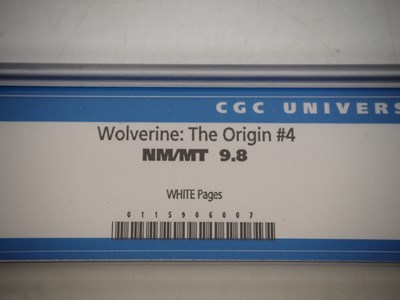 CGC UNIVERS
Wolverine: The Origin #4
NM/MT 9.8
WHITE Pages
0115906007